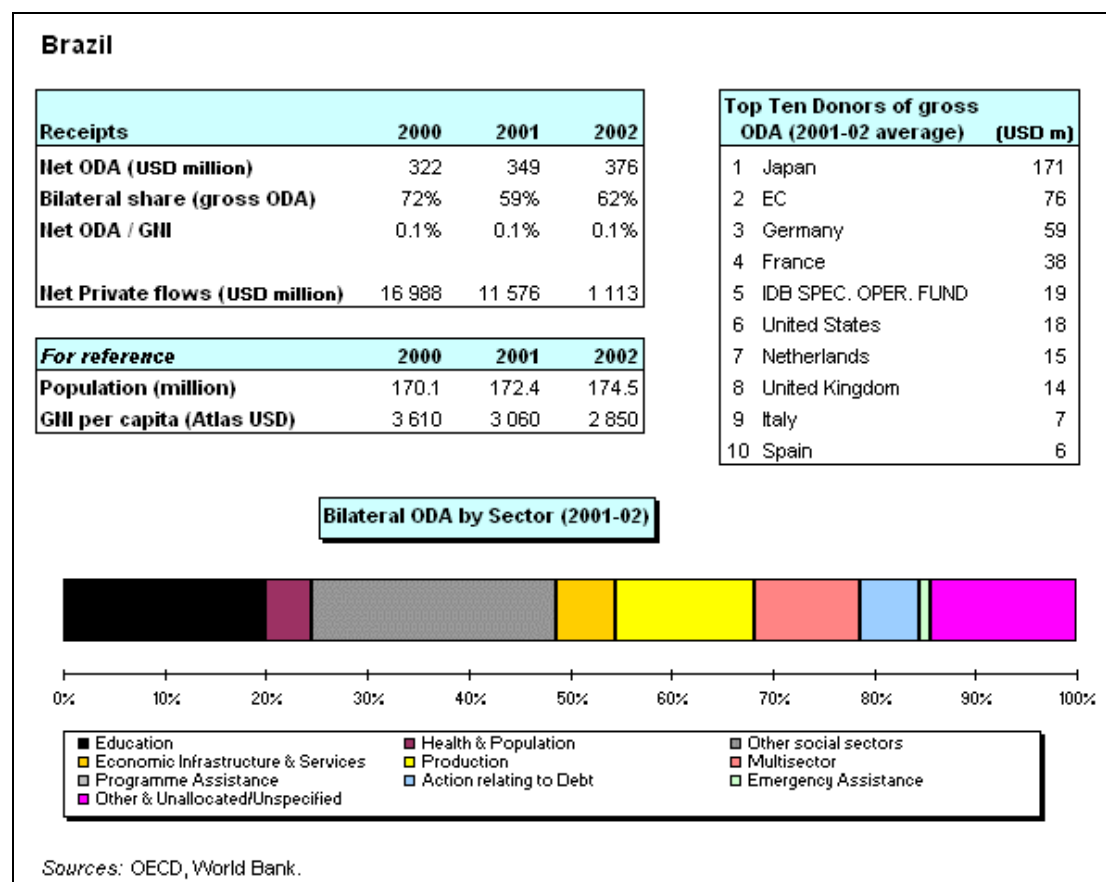 Brazil
Receipts 2000 2001 2002
Net ODA (USD million) 322 349 376
Bilateral share (gross ODA) 72% 59% 62%
Net ODA / GNI 0.1% 0.1% 0.1%
Net Private flows (USD million) 16 988 11 576 1 113
For reference 2000 2001 2002
Population (million) 170.1 172.4 174.5
GNI per capita (Atlas USD) 3 610 3 060 2 850
Top Ten Donors of gross
ODA (2001-02 average) (USD m)
1 Japan 171
2 EC 76
3 Germany 59
4 France 38
5 IDB SPEC. OPER. FUND 19
6 United States 18
7 Netherlands 15
8 United Kingdom 14
9 Italy 7
10 Spain 6
Bilateral ODA by Sector (2001-02)
0% 10% 20% 30% 40% 50% 60% 70% 80% 90% 100%
Education Health & Population Other social sectors
Economic Infrastructure & Services Production Multisector
Programme Assistance Action relating to Debt Emergency Assistance
Other & Unallocated/Unspecified
Sources: OECD, World Bank.